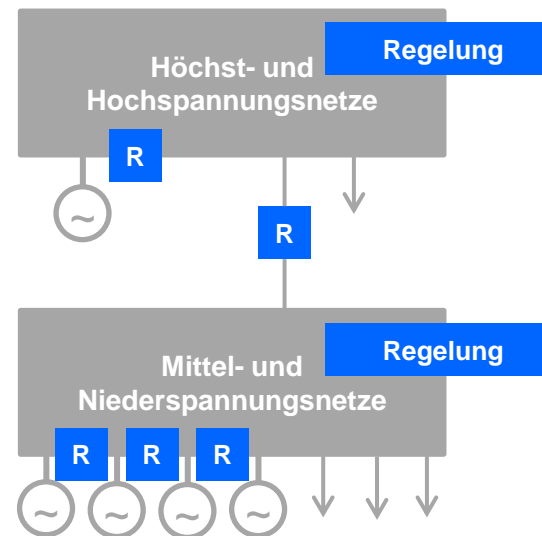 Regelung
Höchst- und
Hochspannungsnetze
R
~
R
Regelung
Mittel- und
Niederspannungsnetze
R R R
~ ~ ~ ~